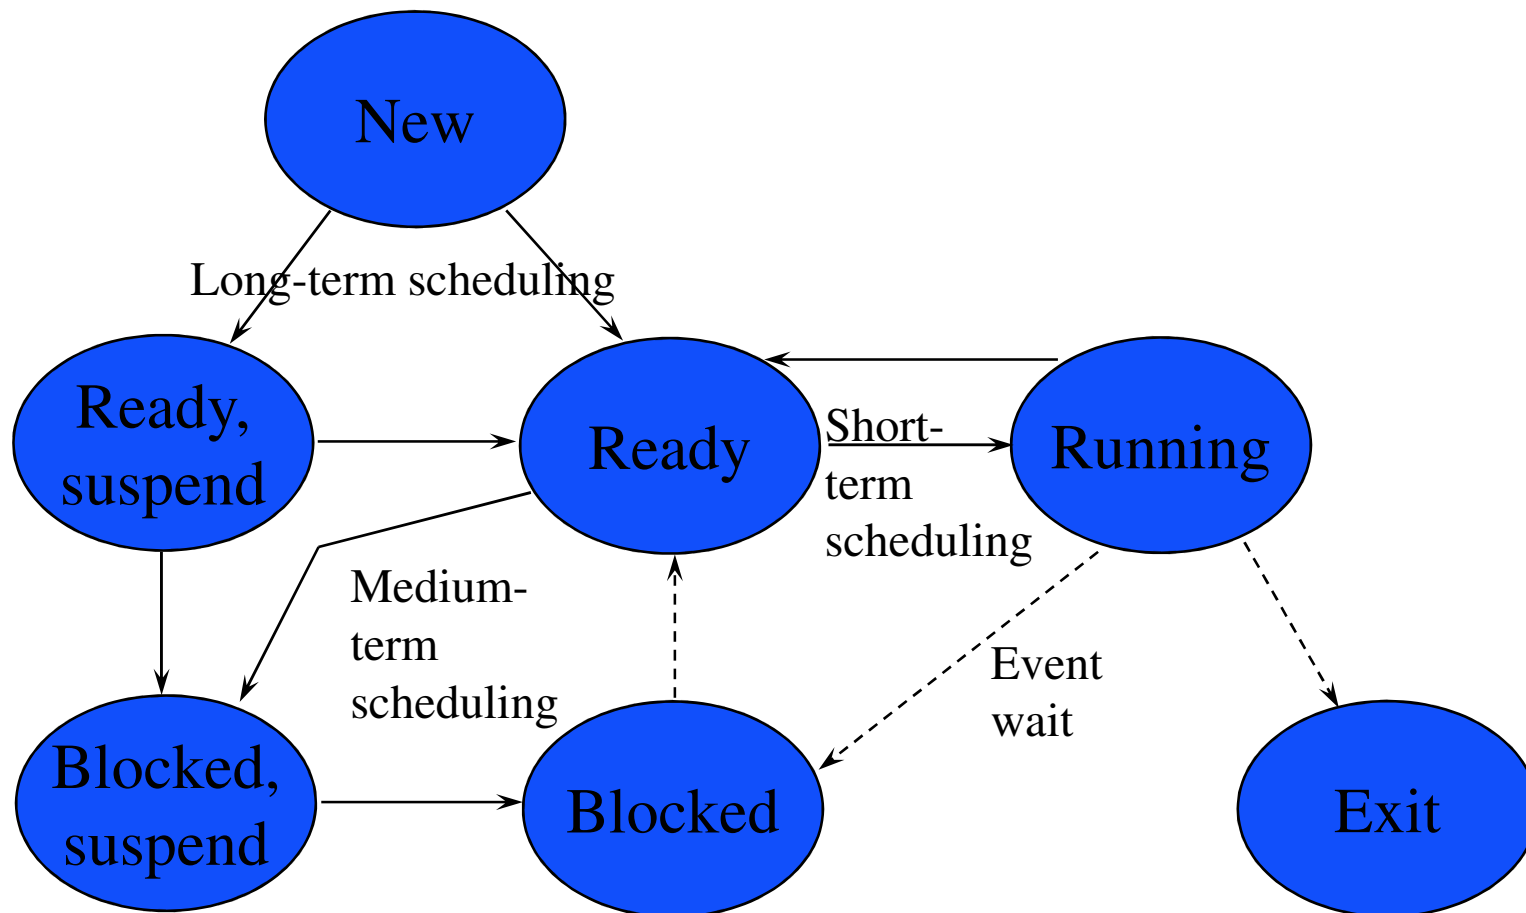 New
Long-term scheduling
Ready,
suspend
Ready
Short-
term
scheduling
Running
Medium-
term
scheduling
Event
wait
Blocked,
suspend
Blocked
Exit